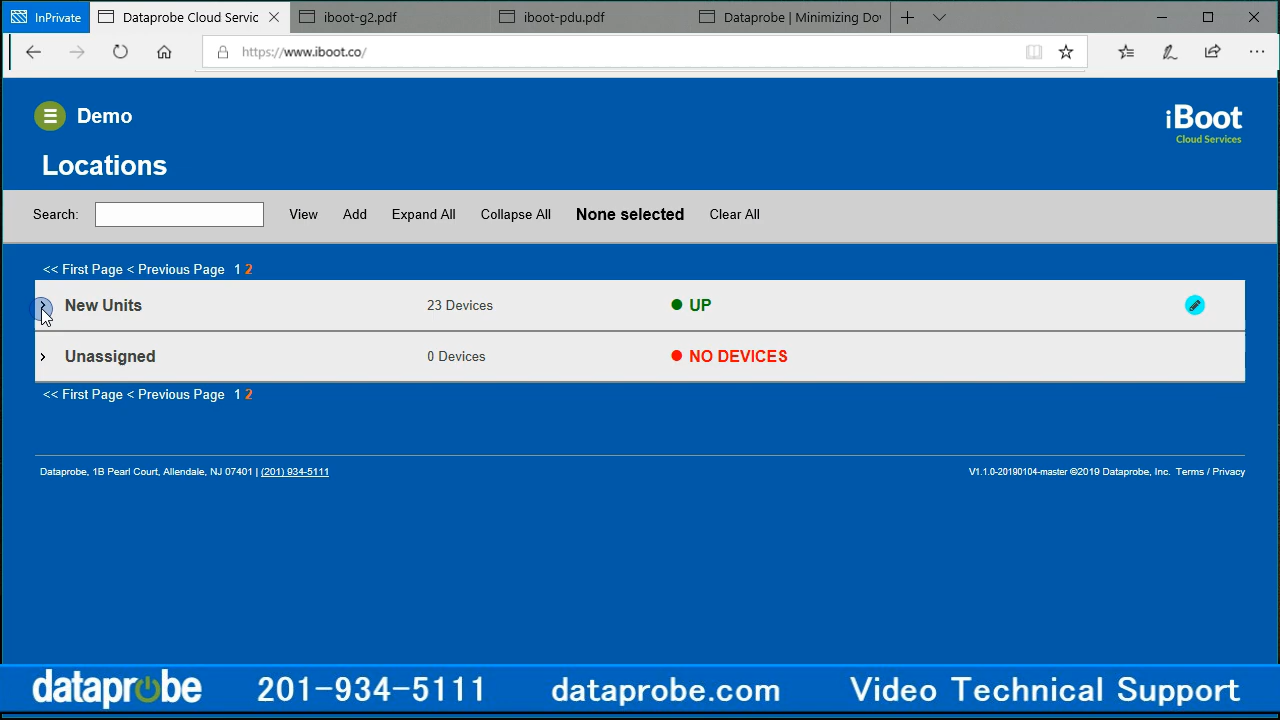 InPrivate Dataprobe Cloud Servic iboot-g2.pdf iboot-pdu.pdf Dataprobe | Minimizing Do
https://www.iboot.co/
Demo
iBoot
Cloud Services
Locations
Search: View Add Expand All Collapse All None selected Clear All
<< First Page < Previous Page 1 2
New Units 23 Devices UP
Unassigned 0 Devices NO DEVICES
<< First Page < Previous Page 1 2
Dataprobe, 1B Pearl Court, Allendale, NJ 07401 | (201) 934-5111 V1.1.0-20190104-master ©2019 Dataprobe, Inc. Terms / Privacy
dataprobe 201-934-5111 dataprobe.com Video Technical Support